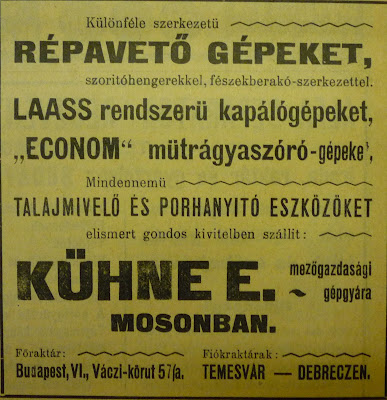 Különféle szerkezetü
RÉPAVETŐ GÉPEKET,
szoritóhengerekkel, fészekberakó-szerkezettel.
LAASS rendszerü kapálógépeket,
„ECONOM“ mütrágyaszóró-gépeke',
Mindennemü
TALAJMIVELŐ ÉS PORHANYITÓ ESZKÖZÖKET
elismert gondos kivitelben szállit:
KÜHNE E. mezőgazdasági
gépgyára
MOSONBAN.
Főraktár:
Budapest, VI., Váczi-körut 57/a.
Fiókraktárak:
TEMESVÁR — DEBRECZEN.